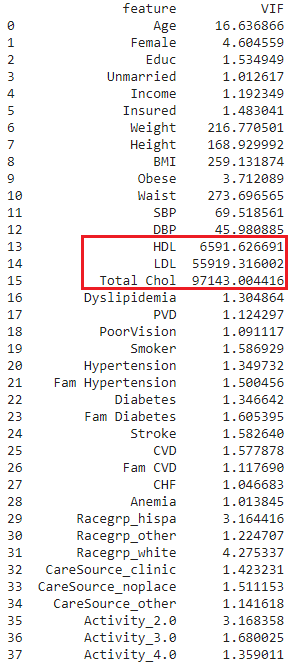 feature VIF
0 Age 16.636866
1 Female 4.604559
2 Educ 1.534949
3 Unmarried 1.012617
4 Income 1.192349
5 Insured 1.483041
6 Weight 216.770501
7 Height 168.929992
8 BMI 259.131874
9 Obese 3.712089
10 Waist 273.696565
11 SBP 69.518561
12 DBP 45.980885
13 HDL 6591.626691
14 LDL 55919.316002
15 Total Chol 97143.004416
16 Dyslipidemia 1.304864
17 PVD 1.124297
18 PoorVision 1.091117
19 Smoker 1.586929
20 Hypertension 1.349732
21 Fam Hypertension 1.500456
22 Diabetes 1.346642
23 Fam Diabetes 1.605395
24 Stroke 1.582640
25 CVD 1.577878
26 Fam CVD 1.117690
27 CHF 1.046683
28 Anemia 1.013845
29 Racegrp_hispa 3.164416
30 Racegrp_other 1.224707
31 Racegrp_white 4.275337
32 CareSource_clinic 1.423231
33 CareSource_noplace 1.511153
34 CareSource_other 1.141618
35 Activity_2.0 3.168358
36 Activity_3.0 1.680025
37 Activity_4.0 1.359011